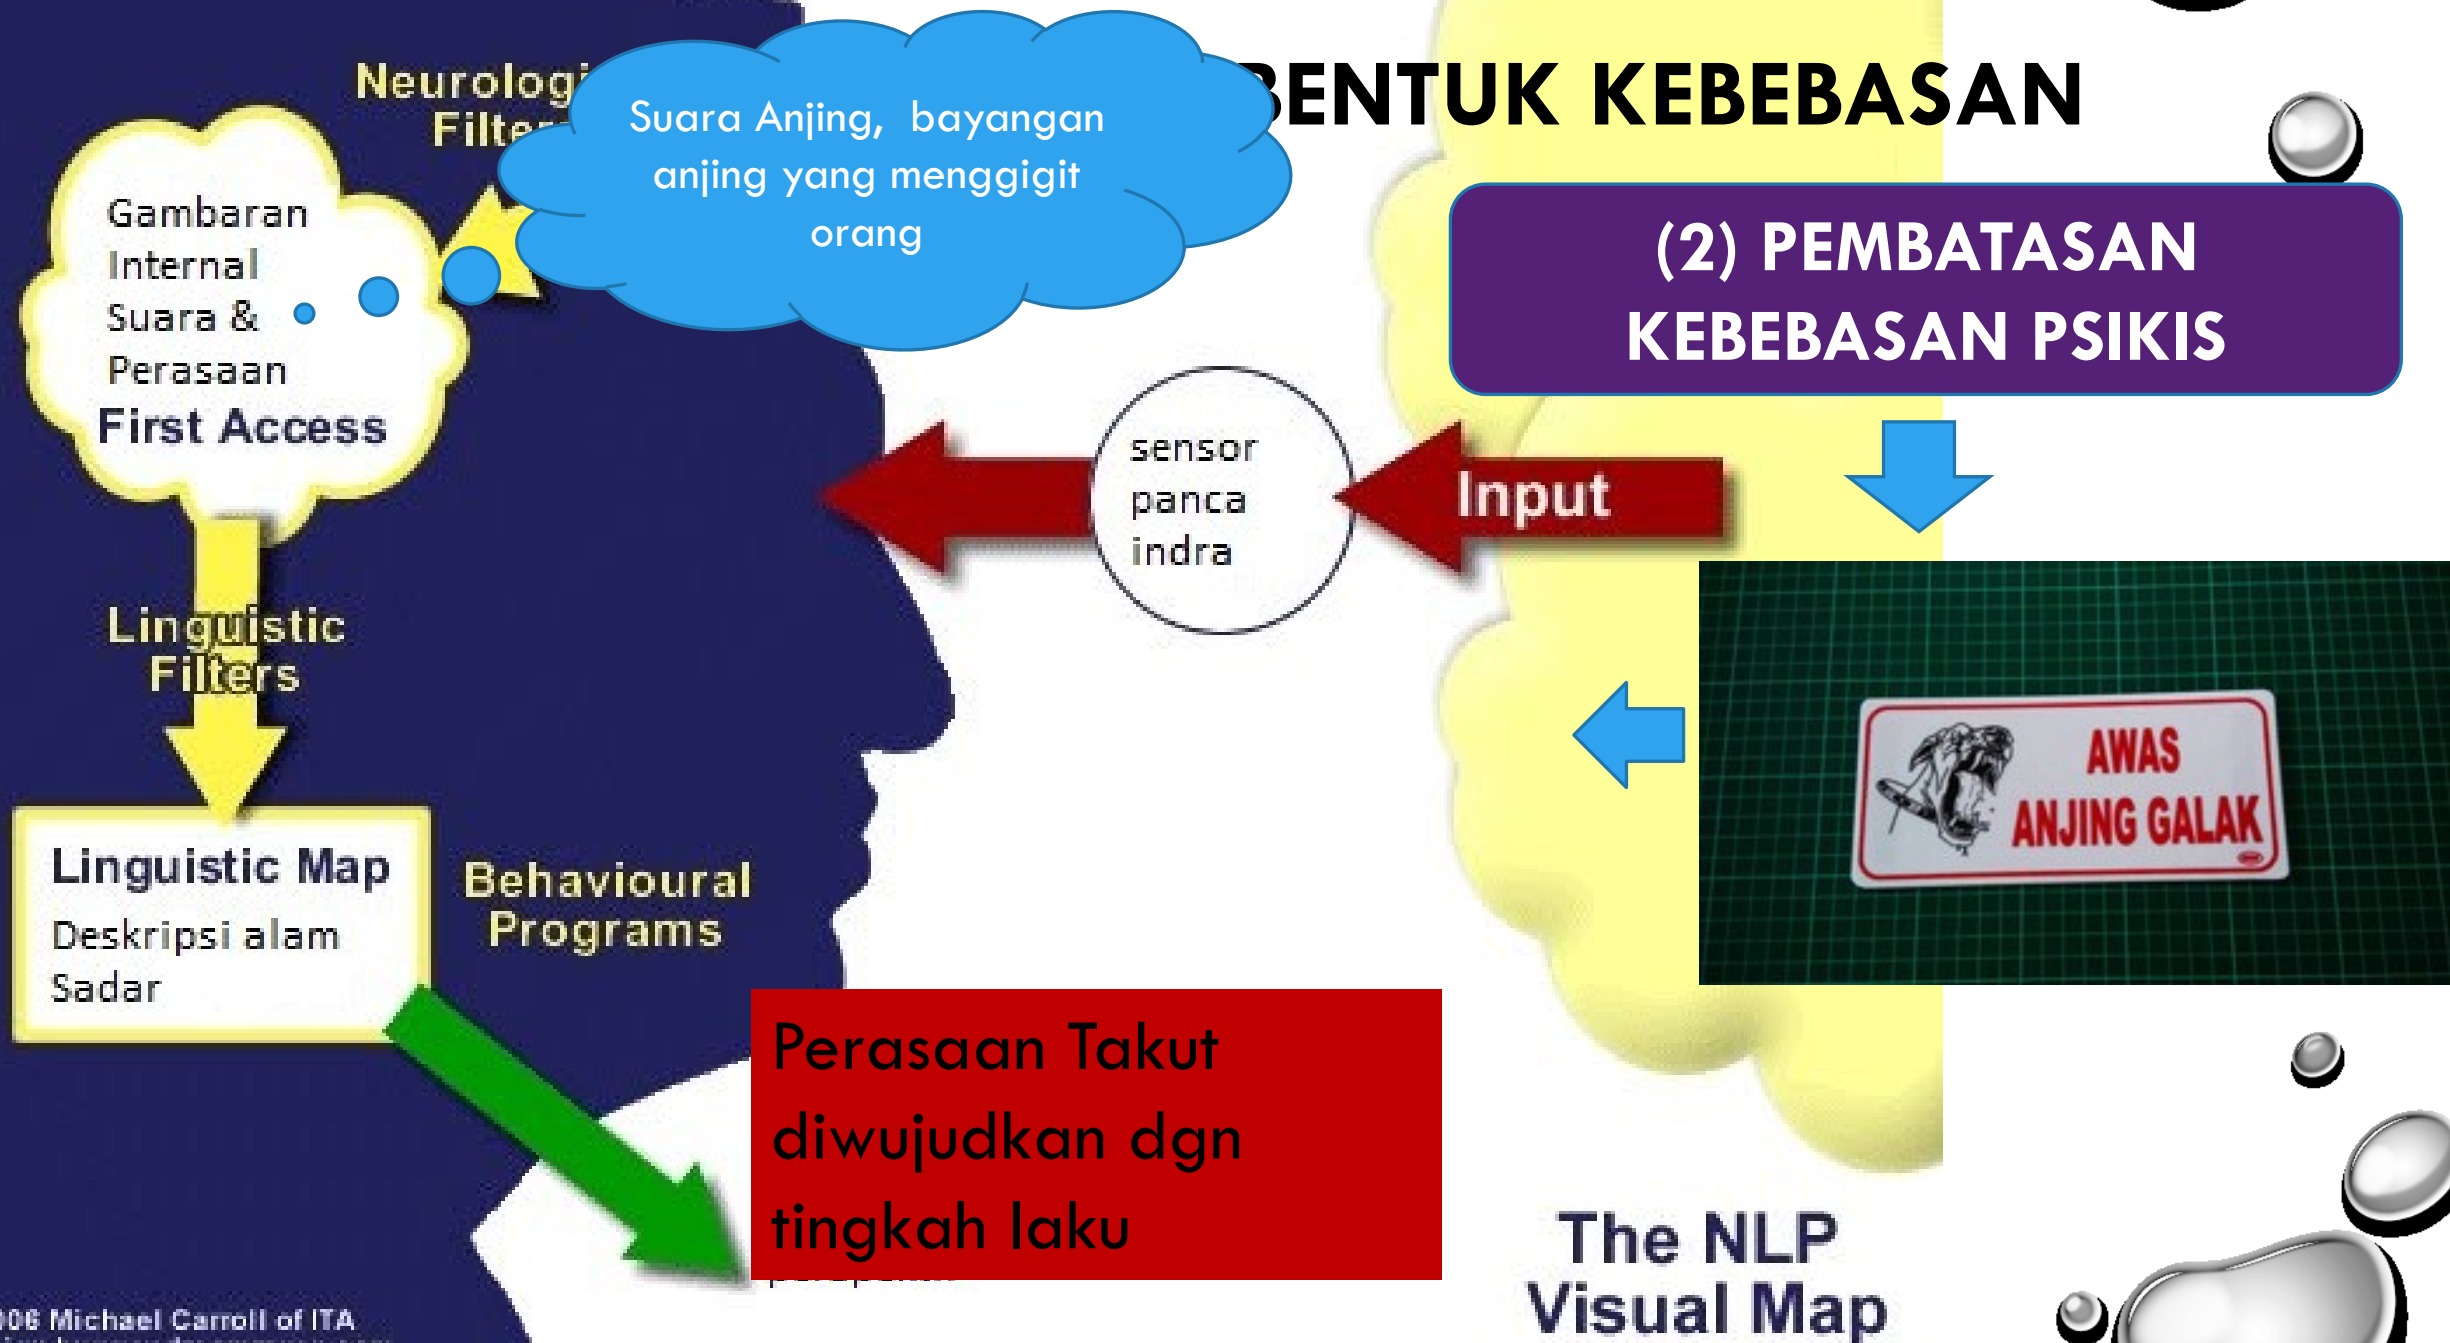 BENTUK KEBEBASAN
Suara Anjing, bayangan
anjing yang menggigit
orang
(2) PEMBATASAN
KEBEBASAN PSIKIS
Gambaran
Internal
Suara &
Perasaan
First Access
sensor
panca
indra
Input
Linguistic
Filters
AWAS
ANJING GALAK
Linguistic Map
Deskripsi alam
Sadar
Behavioural
Programs
Perasaan Takut
diwujudkan dgn
tingkah laku
The NLP
Visual Map
Michael Carroll of ITA